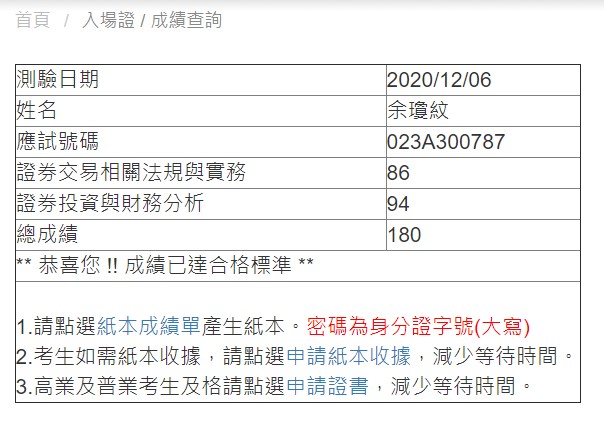 首頁 / 入場證 / 成績查詢
測驗日期 2020/12/06
姓名 余瓊紋
應試號碼 023A300787
證券交易相關法規與實務 86
證券投資與財務分析 94
總成績 180
** 恭喜您 !! 成績已達合格標準 **
1.請點選紙本成績單產生紙本。密碼為身分證字號(大寫)
2.考生如需紙本收據，請點選申請紙本收據，減少等待時間。
3.高業及普業考生及格請點選申請證書，減少等待時間。